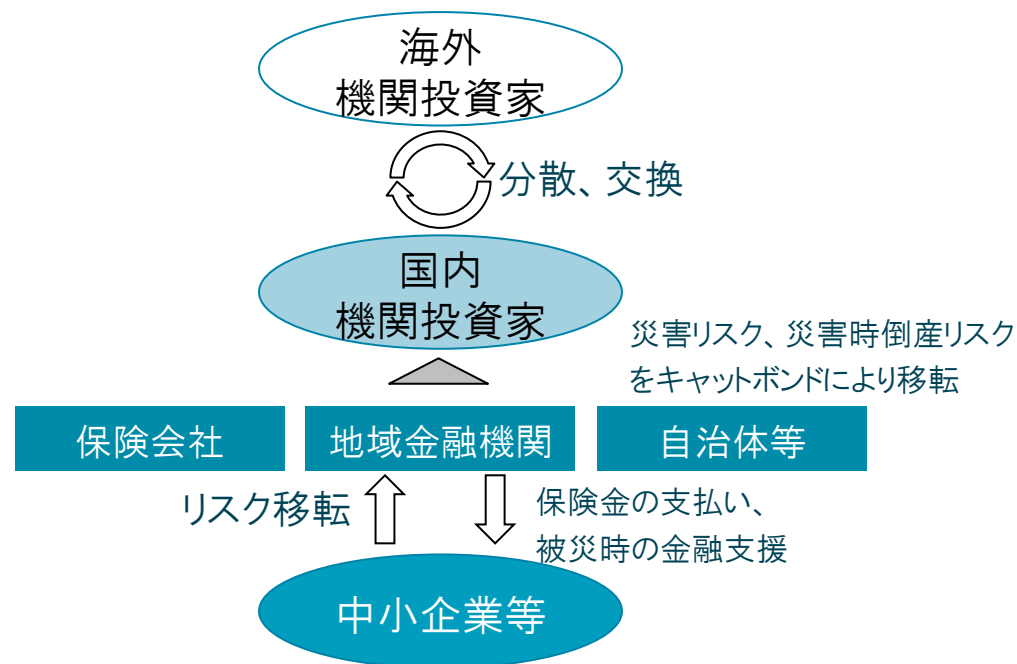 海外
機関投資家
分散、交換
国内
機関投資家
災害リスク、災害時倒産リスク
をキャットボンドにより移転
保険会社
地域金融機関
自治体等
リスク移転
保険金の支払い、
被災時の金融支援
中小企業等